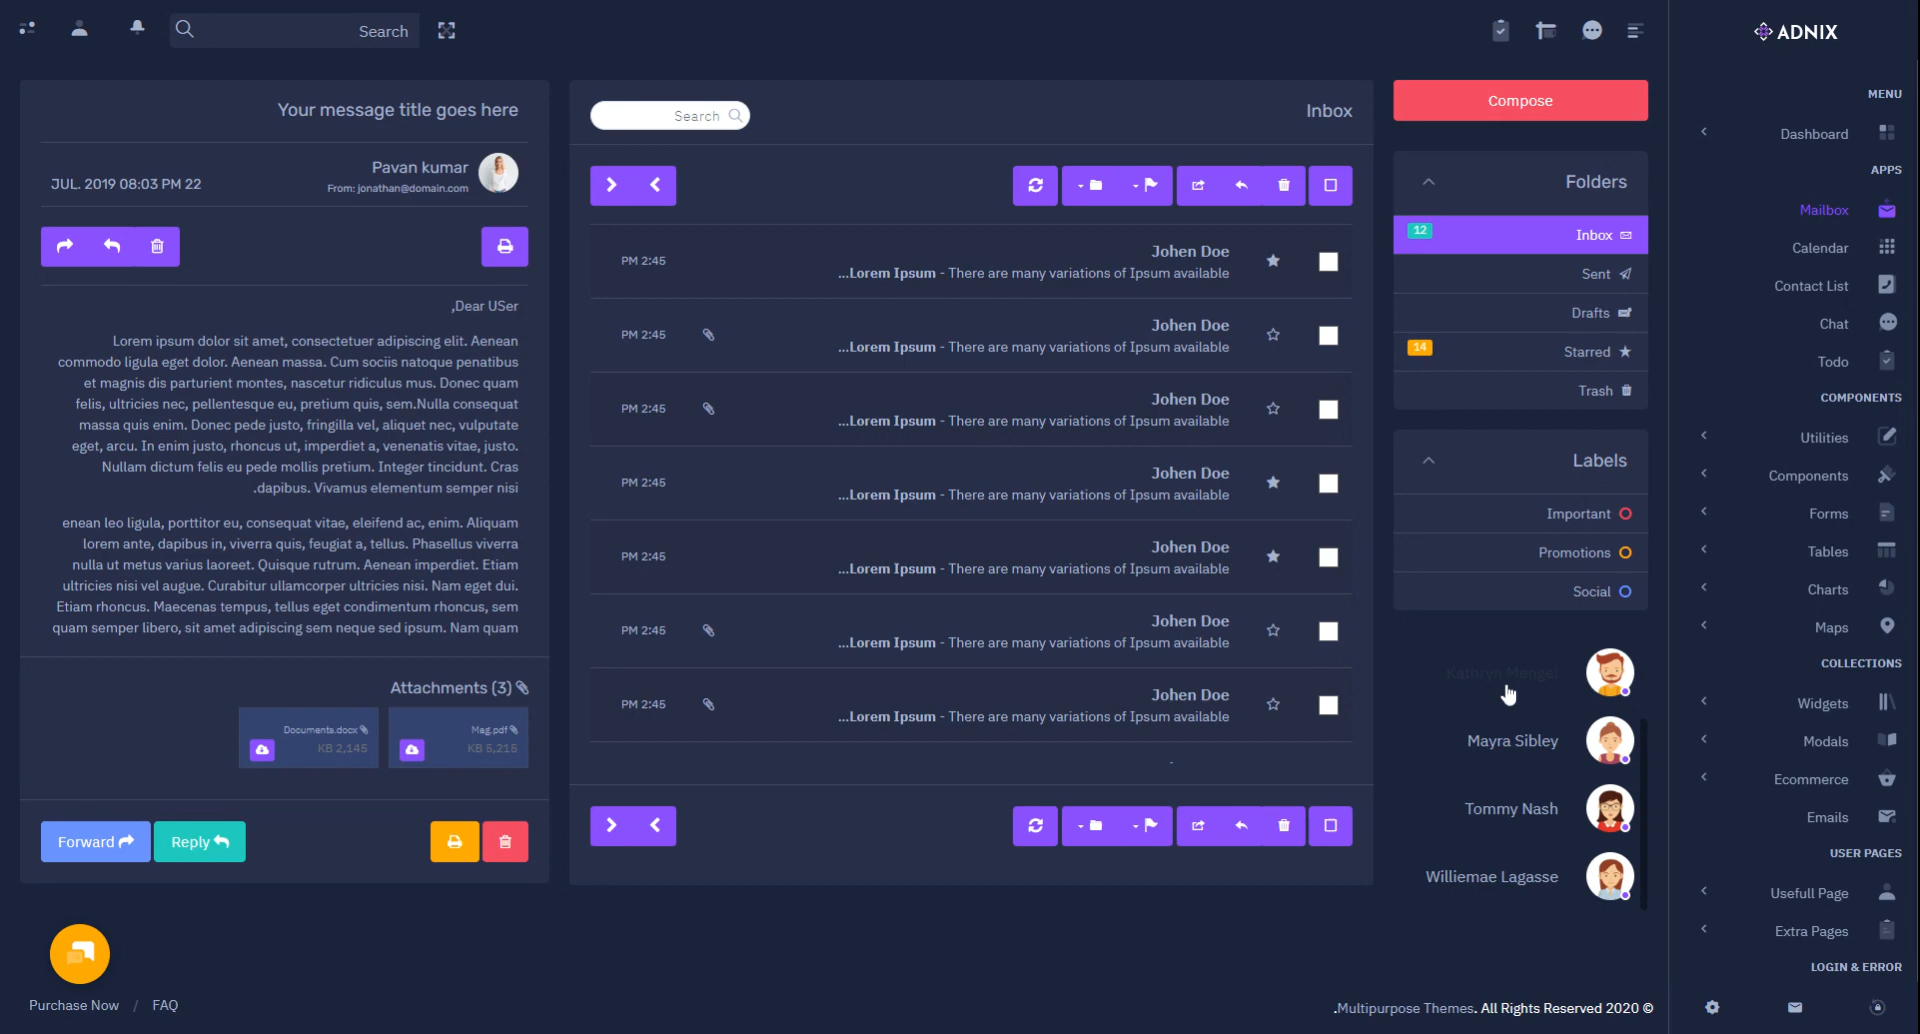 Search
ADNIX
MENU
Dashboard
APPS
Mailbox
Calendar
Contact List
Chat
Todo
COMPONENTS
Utilities
Components
Forms
Tables
Charts
Maps
COLLECTIONS
Widgets
Modals
Ecommerce
Emails
USER PAGES
Usefull Page
Extra Pages
LOGIN & ERROR
Compose
Folders
Inbox
12
Sent
Drafts
Starred
14
Trash
Labels
Important
Promotions
Social
Kathryn Mengel
Mayra Sibley
Tommy Nash
Williemae Lagasse
Inbox
Search
Johen Doe
...Lorem Ipsum - There are many variations of Ipsum available
PM 2:45
Johen Doe
...Lorem Ipsum - There are many variations of Ipsum available
PM 2:45
Johen Doe
...Lorem Ipsum - There are many variations of Ipsum available
PM 2:45
Johen Doe
...Lorem Ipsum - There are many variations of Ipsum available
PM 2:45
Johen Doe
...Lorem Ipsum - There are many variations of Ipsum available
PM 2:45
Johen Doe
...Lorem Ipsum - There are many variations of Ipsum available
PM 2:45
Johen Doe
...Lorem Ipsum - There are many variations of Ipsum available
PM 2:45
Your message title goes here
Pavan kumar
From: jonathan@domain.com
JUL. 2019 08:03 PM 22
,Dear USer
Lorem ipsum dolor sit amet, consectetuer adipiscing elit. Aenean
commodo ligula eget dolor. Aenean massa. Cum sociis natoque penatibus
et magnis dis parturient montes, nascetur ridiculus mus. Donec quam
felis, ultricies nec, pellentesque eu, pretium quis, sem.Nulla consequat
massa quis enim. Donec pede justo, fringilla vel, aliquet nec, vulputate
eget, arcu. In enim justo, rhoncus ut, imperdiet a, venenatis vitae, justo.
Nullam dictum felis eu pede mollis pretium. Integer tincidunt. Cras
.dapibus. Vivamus elementum semper nisi
enean leo ligula, porttitor eu, consequat vitae, eleifend ac, enim. Aliquam
lorem ante, dapibus in, viverra quis, feugiat a, tellus. Phasellus viverra
nulla ut metus varius laoreet. Quisque rutrum. Aenean imperdiet. Etiam
ultricies nisi vel augue. Curabitur ullamcorper ultricies nisi. Nam eget dui.
Etiam rhoncus. Maecenas tempus, tellus eget condimentum rhoncus, sem
quam semper libero, sit amet adipiscing sem neque sed ipsum. Nam quam
Attachments (3)
Mag.pdf
KB 5,215
Documents.docx
KB 2,145
Forward
Reply
Purchase Now / FAQ
.Multipurpose Themes. All Rights Reserved 2020 ©